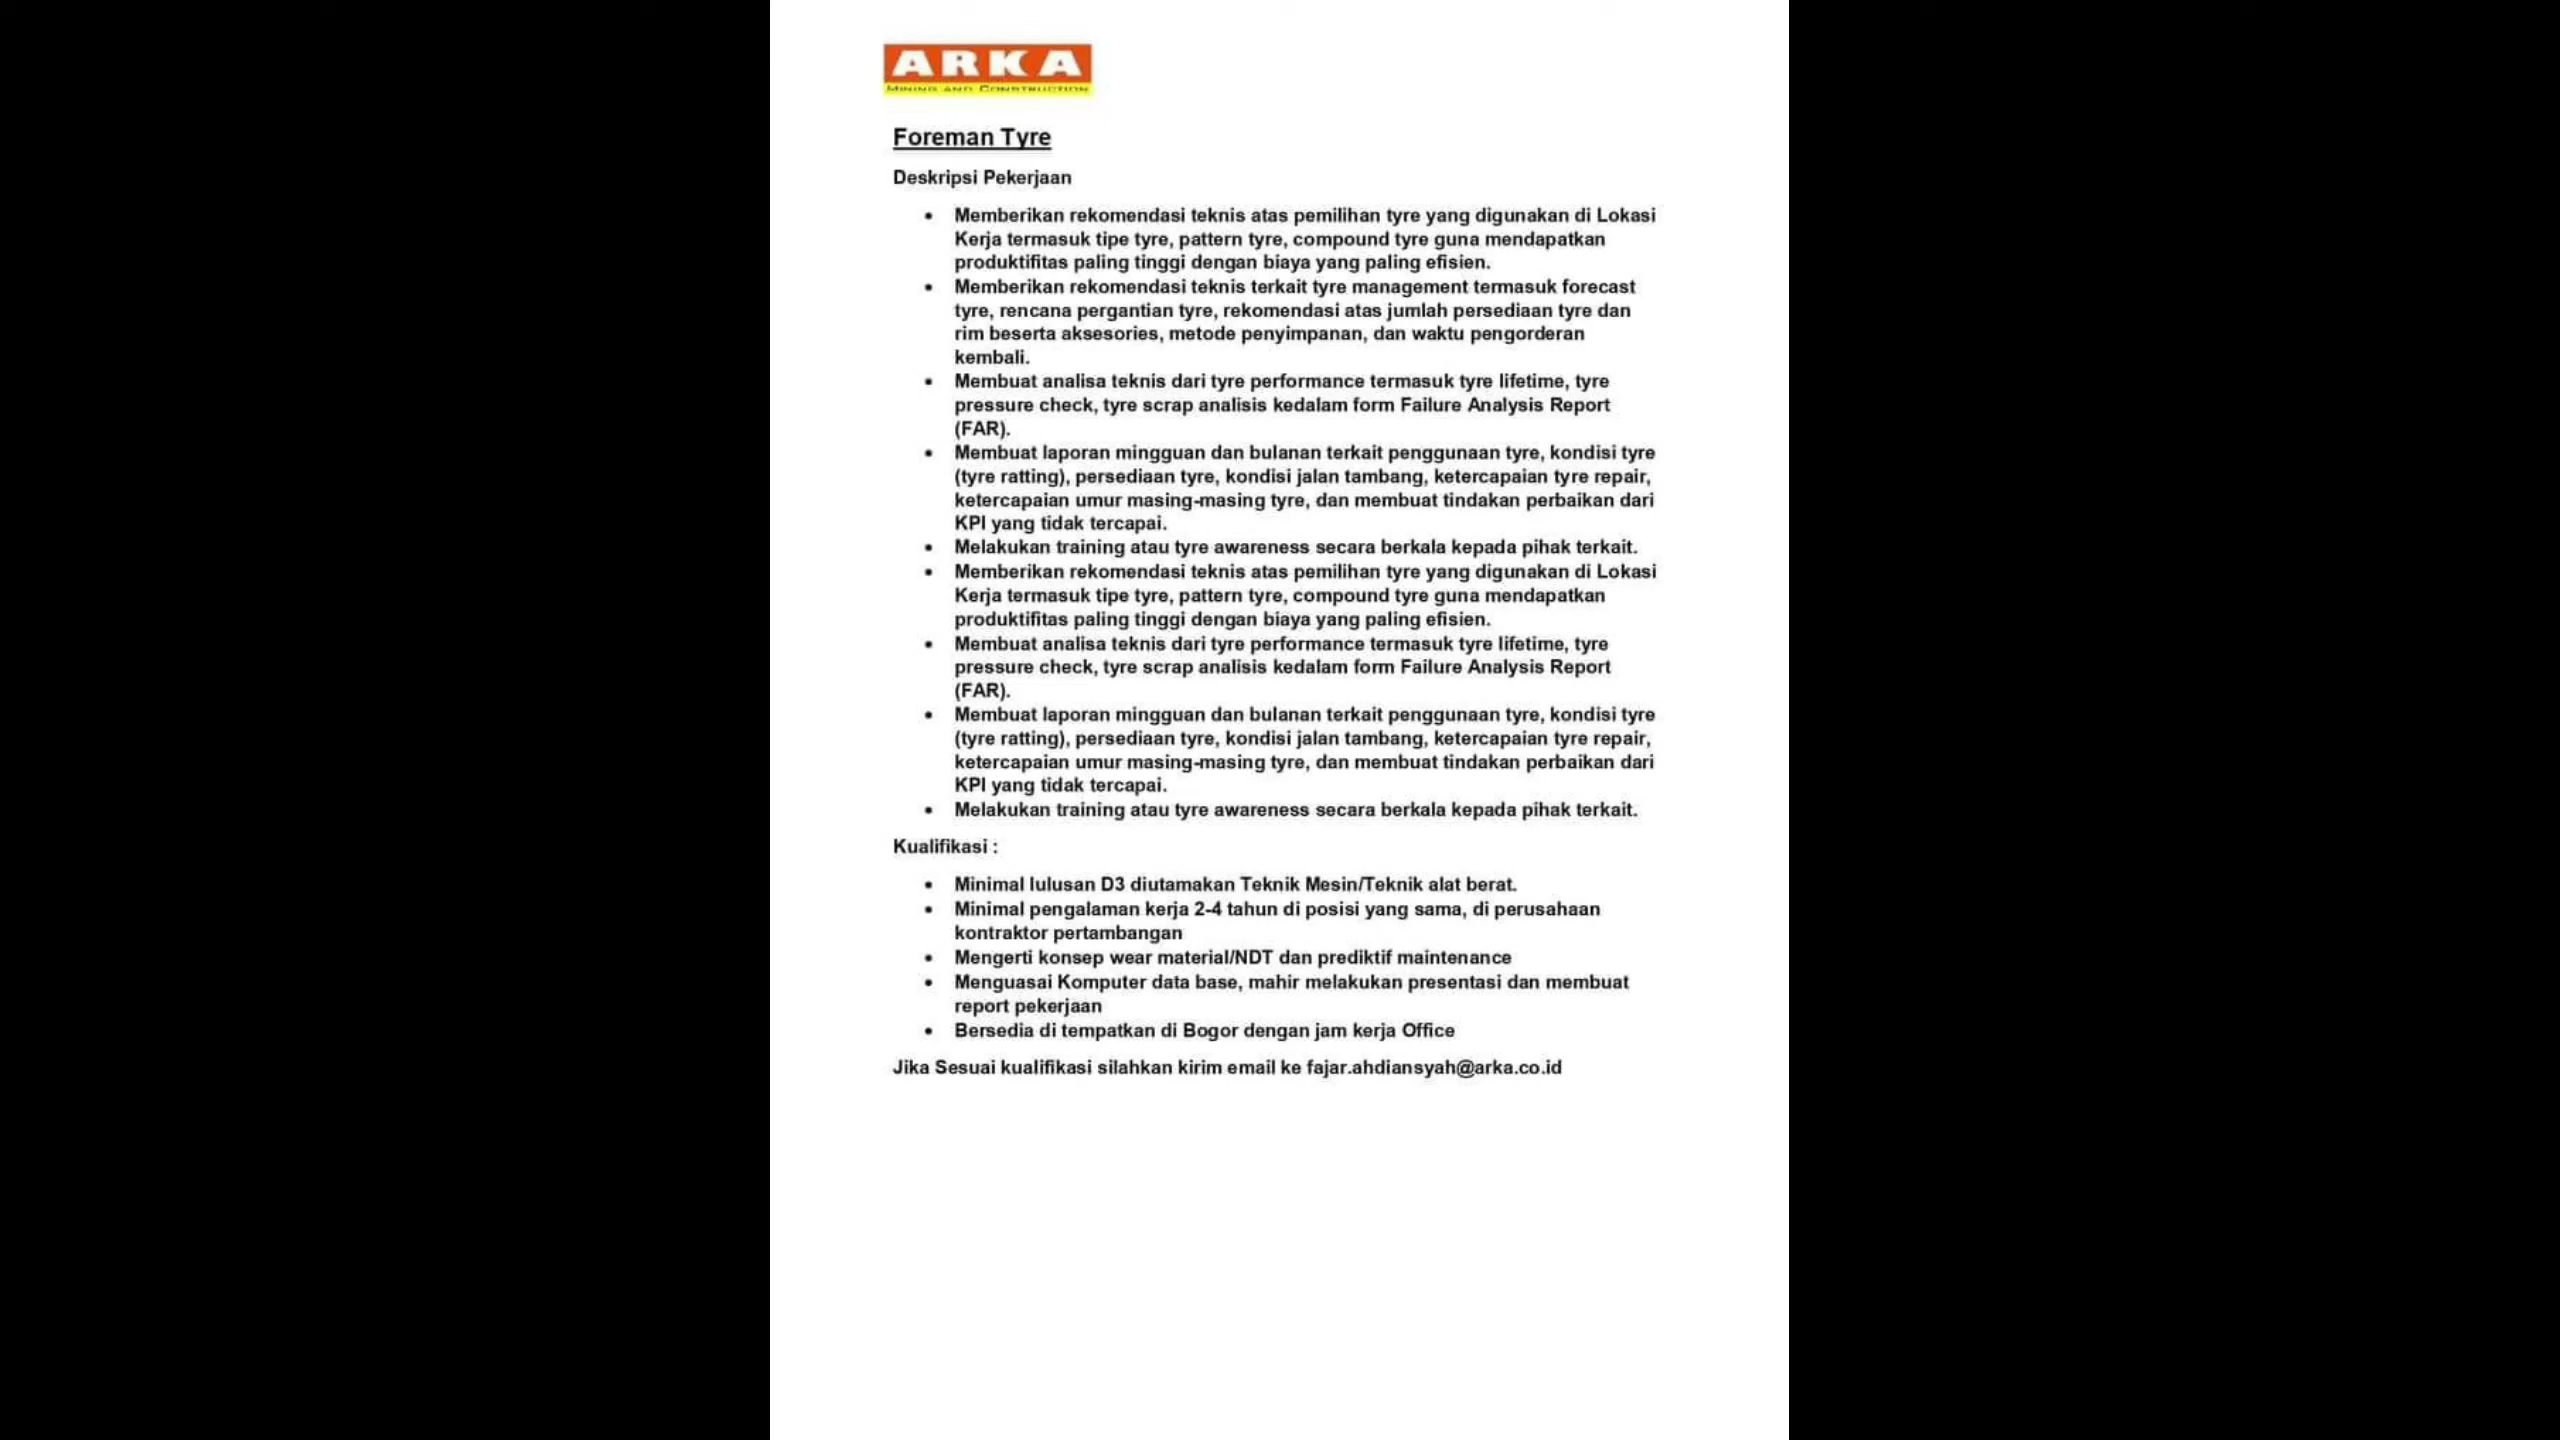 ARKA
MINING AND CONSTRUCTION
Foreman Tyre
Deskripsi Pekerjaan
• Memberikan rekomendasi teknis atas pemilihan tyre yang digunakan di Lokasi
Kerja termasuk tipe tyre, pattern tyre, compound tyre guna mendapatkan
produktifitas paling tinggi dengan biaya yang paling efisien.
• Memberikan rekomendasi teknis terkait tyre management termasuk forecast
tyre, rencana pergantian tyre, rekomendasi atas jumlah persediaan tyre dan
rim beserta aksesories, metode penyimpanan, dan waktu pengorderan
kembali.
• Membuat analisa teknis dari tyre performance termasuk tyre lifetime, tyre
pressure check, tyre scrap analisis kedalam form Failure Analysis Report
(FAR).
• Membuat laporan mingguan dan bulanan terkait penggunaan tyre, kondisi tyre
(tyre ratting), persediaan tyre, kondisi jalan tambang, ketercapaian tyre repair,
ketercapaian umur masing-masing tyre, dan membuat tindakan perbaikan dari
KPI yang tidak tercapai.
• Melakukan training atau tyre awareness secara berkala kepada pihak terkait.
• Memberikan rekomendasi teknis atas pemilihan tyre yang digunakan di Lokasi
Kerja termasuk tipe tyre, pattern tyre, compound tyre guna mendapatkan
produktifitas paling tinggi dengan biaya yang paling efisien.
• Membuat analisa teknis dari tyre performance termasuk tyre lifetime, tyre
pressure check, tyre scrap analisis kedalam form Failure Analysis Report
(FAR).
• Membuat laporan mingguan dan bulanan terkait penggunaan tyre, kondisi tyre
(tyre ratting), persediaan tyre, kondisi jalan tambang, ketercapaian tyre repair,
ketercapaian umur masing-masing tyre, dan membuat tindakan perbaikan dari
KPI yang tidak tercapai.
• Melakukan training atau tyre awareness secara berkala kepada pihak terkait.
Kualifikasi :
• Minimal lulusan D3 diutamakan Teknik Mesin/Teknik alat berat.
• Minimal pengalaman kerja 2-4 tahun di posisi yang sama, di perusahaan
kontraktor pertambangan
• Mengerti konsep wear material/NDT dan prediktif maintenance
• Menguasai Komputer data base, mahir melakukan presentasi dan membuat
report pekerjaan
• Bersedia di tempatkan di Bogor dengan jam kerja Office
Jika Sesuai kualifikasi silahkan kirim email ke fajar.ahdiansyah@arka.co.id